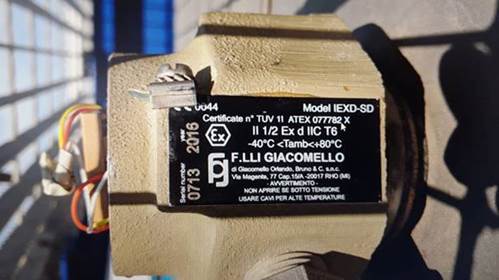 0044 Model IEXD-SD
Certificate n° TÜV 11 ATEX 077782 X
II 1/2 Ex d IIC T6
-40°C <Tamb<+80°C
F.LLI GIACOMELLO
di Giacomello Orlando, Bruno & C. s.n.c.
Via Magenta, 77 Cap.15/A -20017 RHO (MI)
- AVVERTIMENTO -
NON APRIRE SOTTO TENSIONE
USARE CAVI PER ALTE TEMPERATURE
Serial number year
0713 2016